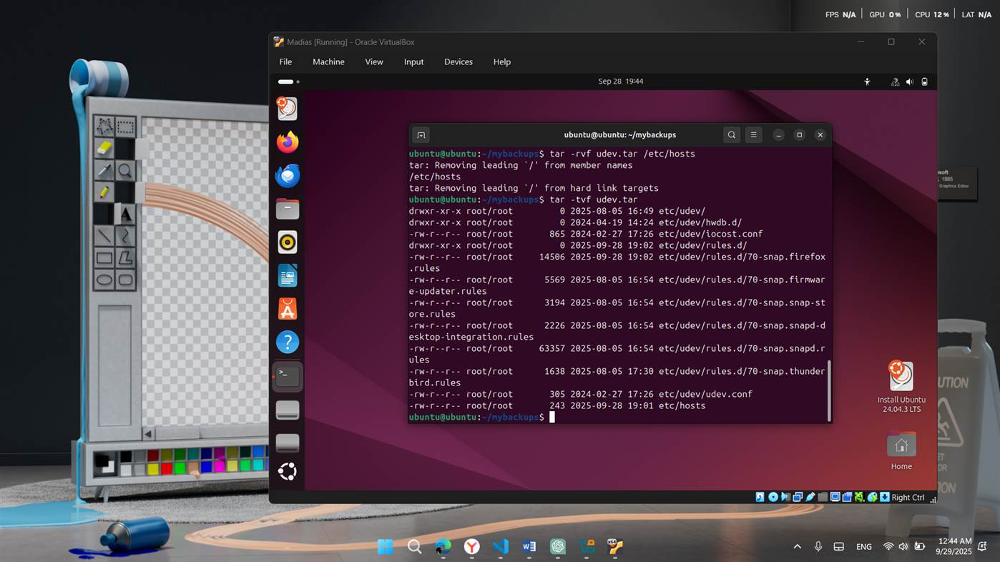 FPS N/A GPU 0% CPU 12% LAT N/A
Madias [Running] - Oracle VirtualBox
File Machine View Input Devices Help
Sep 28 19:44
ubuntu@ubuntu: ~/mybackups
ubuntu@ubuntu:~/mybackups$ tar -rvf udev.tar /etc/hosts
tar: Removing leading `/' from member names
/etc/hosts
tar: Removing leading `/' from hard link targets
ubuntu@ubuntu:~/mybackups$ tar -tvf udev.tar
drwxr-xr-x root/root         0 2025-08-05 16:49 etc/udev/
drwxr-xr-x root/root         0 2024-04-19 14:24 etc/udev/hwdb.d/
-rw-r--r-- root/root       865 2024-02-27 17:26 etc/udev/iocost.conf
drwxr-xr-x root/root         0 2025-09-28 19:02 etc/udev/rules.d/
-rw-r--r-- root/root     14506 2025-09-28 19:02 etc/udev/rules.d/70-snap.firefox
.rules
-rw-r--r-- root/root      5569 2025-08-05 16:54 etc/udev/rules.d/70-snap.firmwar
e-updater.rules
-rw-r--r-- root/root      3194 2025-08-05 16:54 etc/udev/rules.d/70-snap.snap-st
ore.rules
-rw-r--r-- root/root      2226 2025-08-05 16:54 etc/udev/rules.d/70-snap.snapd-d
esktop-integration.rules
-rw-r--r-- root/root     63357 2025-08-05 16:54 etc/udev/rules.d/70-snap.snapd.r
ules
-rw-r--r-- root/root      1638 2025-08-05 17:30 etc/udev/rules.d/70-snap.thunder
bird.rules
-rw-r--r-- root/root       305 2024-02-27 17:26 etc/udev/udev.conf
-rw-r--r-- root/root       243 2025-09-28 19:01 etc/hosts
ubuntu@ubuntu:~/mybackups$
Install Ubuntu
24.04.3 LTS
Home
Right Ctrl
A
osoft
, 1985
Graphics Editor
UTION
ET
OR
ION
ENG
12:44 AM
9/29/2025